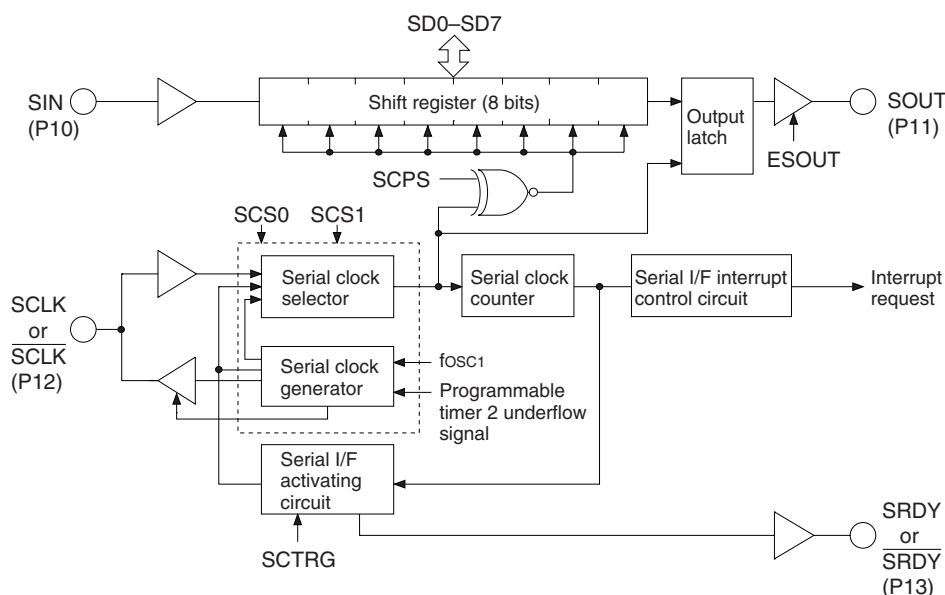 SD0–SD7
SIN
(P10)
Shift register (8 bits)
Output
latch
SOUT
(P11)
ESOUT
SCPS
SCS0
SCS1
Serial clock
selector
Serial clock
counter
Serial I/F interrupt
control circuit
Interrupt
request
SCLK
or
SCLK
(P12)
Serial clock
generator
fOSC1
Programmable
timer 2 underflow
signal
Serial I/F
activating
circuit
SCTRG
SRDY
or
SRDY
(P13)